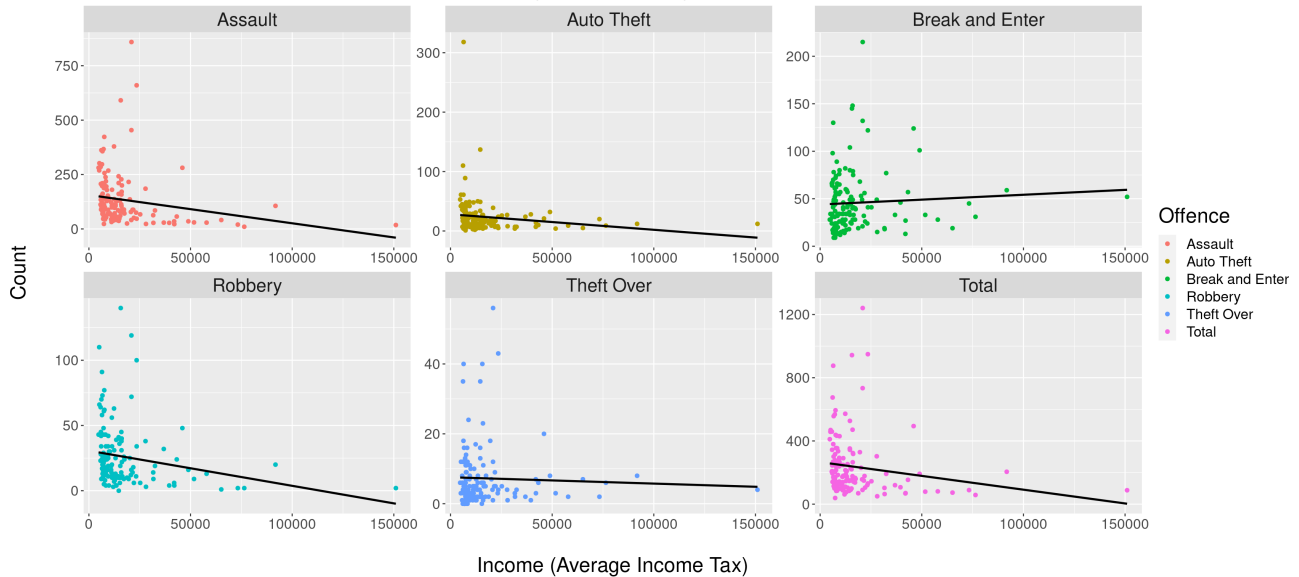 Assault
Auto Theft
Break and Enter
750
500
250
0
300
200
100
0
200
150
100
50
0
0 50000 100000 150000
0 50000 100000 150000
0 50000 100000 150000
Count
Robbery
Theft Over
Total
100
50
0
40
20
0
1200
800
400
0
0 50000 100000 150000
0 50000 100000 150000
0 50000 100000 150000
Income (Average Income Tax)
Offence
Assault
Auto Theft
Break and Enter
Robbery
Theft Over
Total